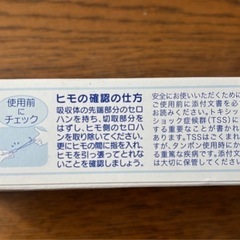 使用前
に
チェック
ヒモの確認の仕方
吸収体の先端部分のセロ
ハンを持ち、切取部分を
はずし、ヒモ側のセロハ
ンを取り除いてください。
更にヒモの間に指を入れ、
ヒモを引っ張ってとれな
いことを確認しましょう。
安全にお使いいただくために
ご使用前に添付文書を必
お読みください。トキシッ
ショック症候群(TSS)に
する重要なことが書かれ
ています。TSSはごくまれ
が、タンポン使用時にか
る重篤な疾病です。添付文
は大切に保管してください